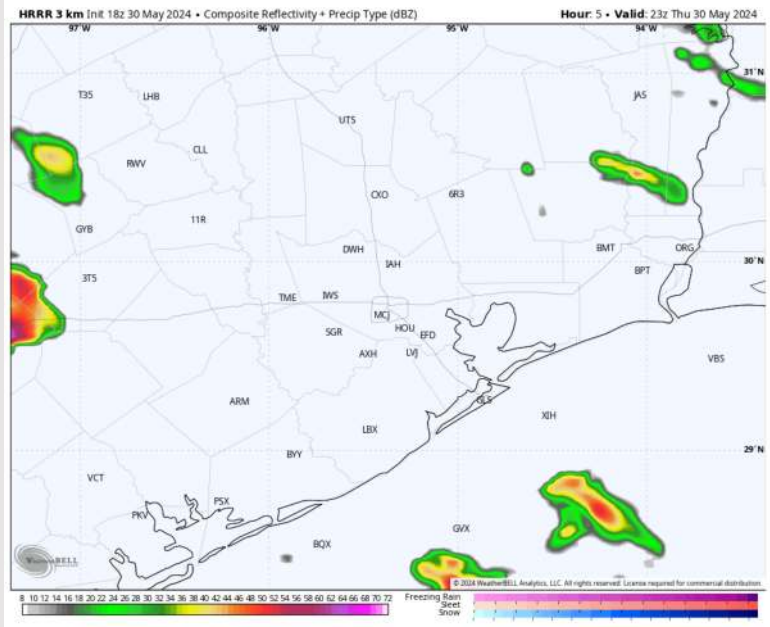 HRRR 3 km Init 18z 30 May 2024 • Composite Reflectivity + Precip Type (dBZ)
Hour: 5 • Valid: 23z Thu 30 May 2024
97°W 96°W 95°W 94°W
31°N
T35 LHB JAS
UTS
CLL
RWV
CXO 6R3
11R
GYB
DWH BMT ORG
30°N
IAH
BPT
3T5
TME IWS
MCJ
SGR HOU EFD
AXH LVJ
VBS
ARM GLS
XIH
LBX
29°N
BYY
VCT
PSX
PKV
GVX
BQX
WeatherBELL
© 2024 WeatherBELL Analytics, LLC. All rights reserved. License required for commercial distribution.
8 10 12 14 16 18 20 22 24 26 28 30 32 34 36 38 40 42 44 46 48 50 52 54 56 58 60 62 64 66 68 70 72
Freezing Rain
Sleet
Snow